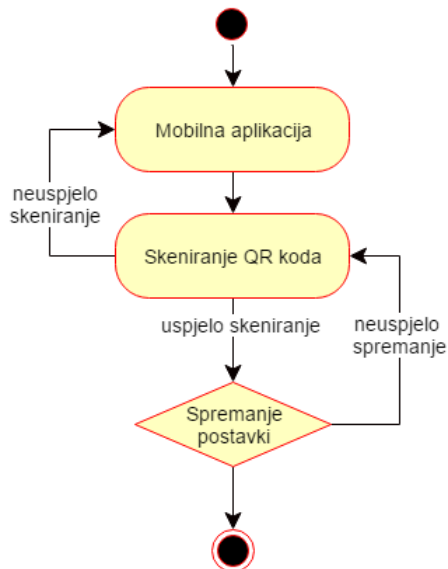 Mobilna aplikacija
neuspjelo
skeniranje
Skeniranje QR koda
uspjelo skeniranje
neuspjelo
spremanje
Spremanje
postavki